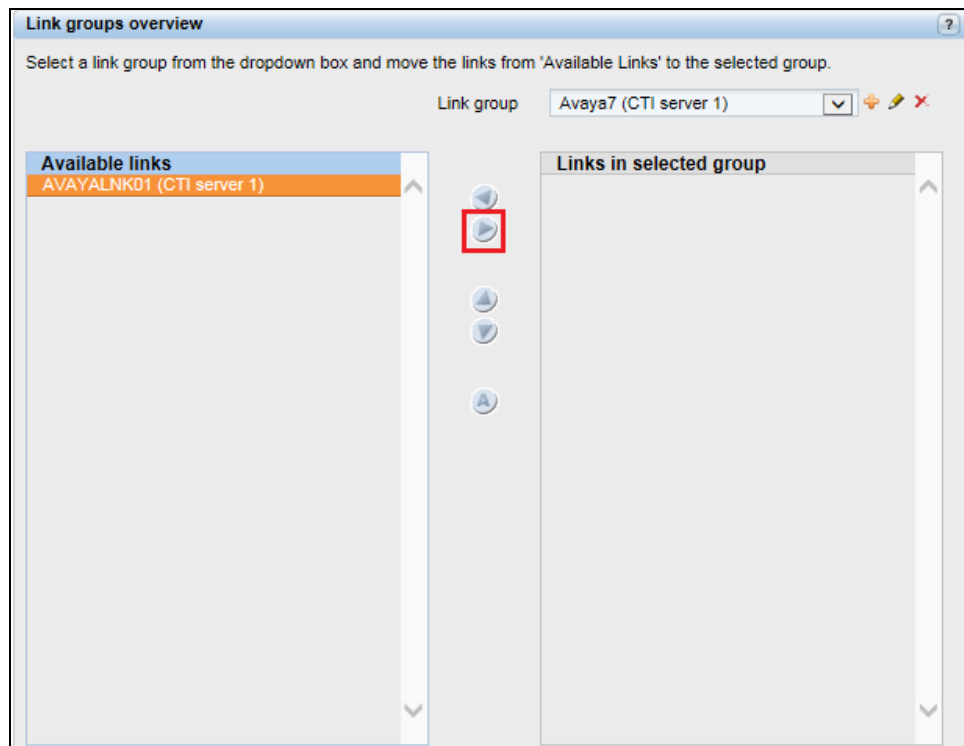 Link groups overview
?
Select a link group from the dropdown box and move the links from 'Available Links' to the selected group.
Link group Avaya7 (CTI server 1)
Available links
AVAYALNK01 (CTI server 1)
Links in selected group
A